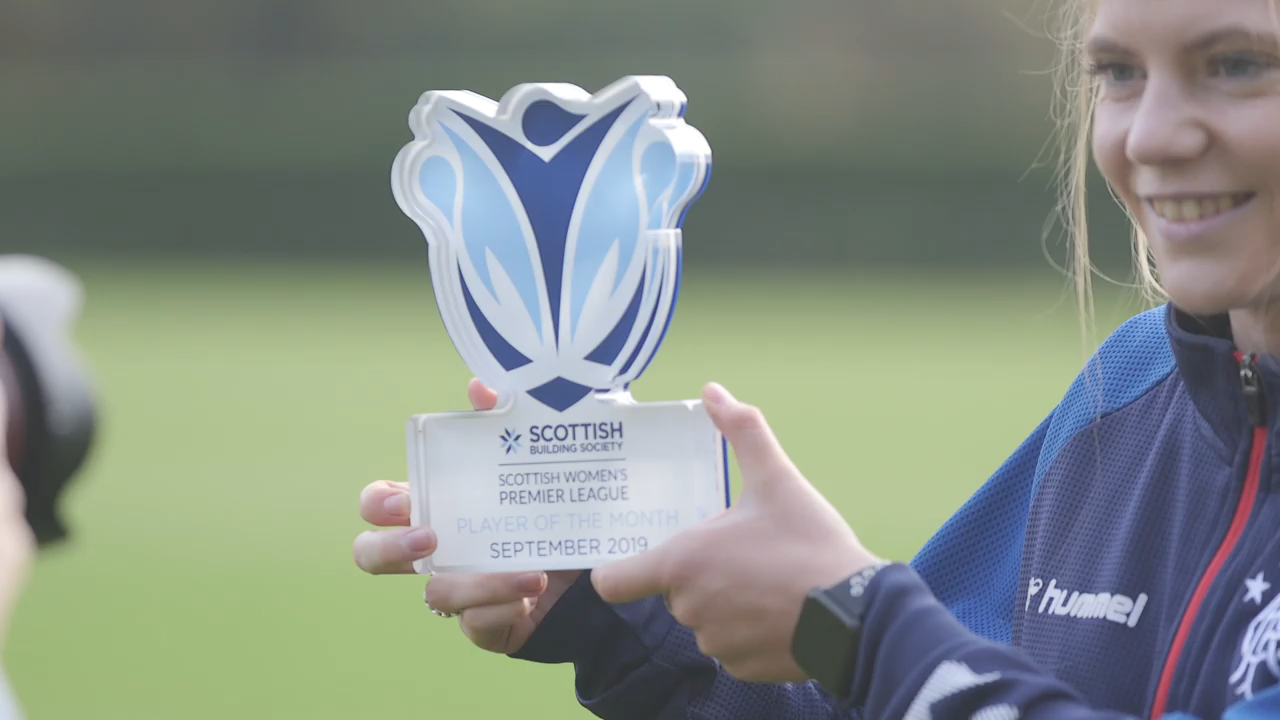 SCOTTISH
BUILDING SOCIETY
SCOTTISH WOMEN'S
PREMIER LEAGUE
PLAYER OF THE MONTH
SEPTEMBER 2019
hummel